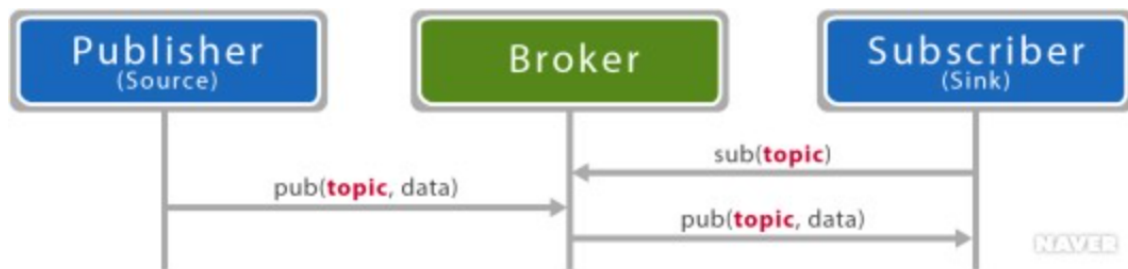 Publisher
(Source)
Broker
Subscriber
(Sink)
sub(topic)
pub(topic, data)
pub(topic, data)
NAVER